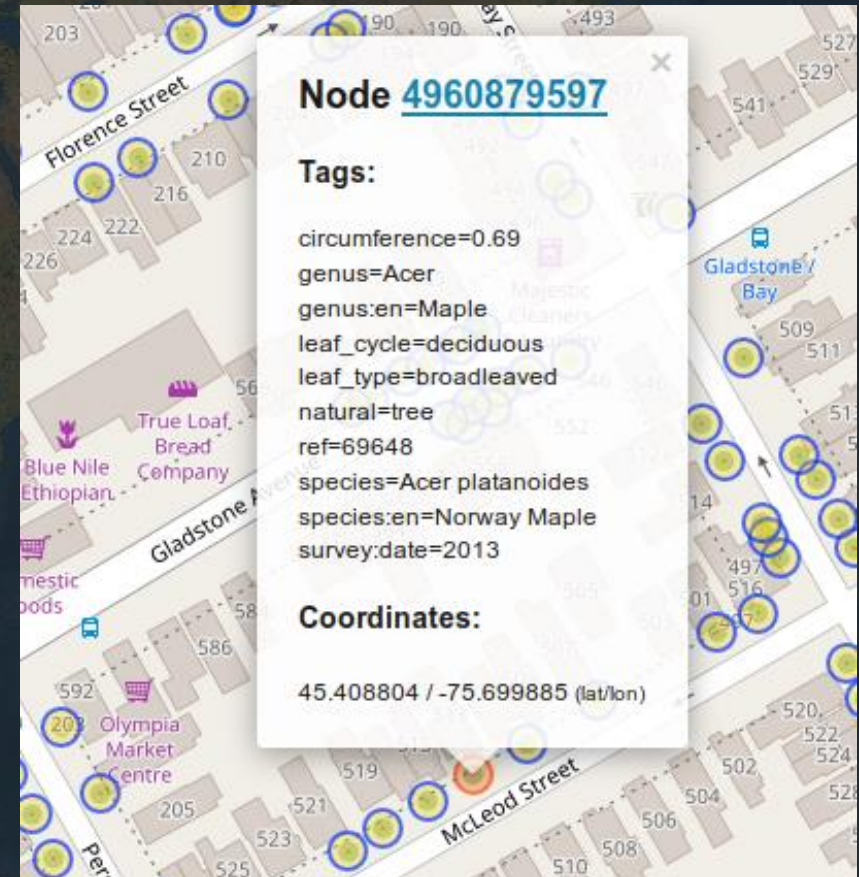 203
190
190
493
527
529
541
Florence Street
210
216
222
224
226
×
Node 4960879597
Tags:
circumference=0.69
genus=Acer
genus:en=Maple
leaf_cycle=deciduous
leaf_type=broadleaved
natural=tree
ref=69648
species=Acer platanoides
species:en=Norway Maple
survey:date=2013
Coordinates:
45.408804 / -75.699885 (lat/lon)
Gladstone /
Bay
509
511
True Loaf
Bread
Company
Blue Nile
Ethiopian
Gladstone
497
516
586
592
203
Olympia
Market
Centre
205
519
521
523
525
McLeod Street
520
522
524
502
504
506
508
510